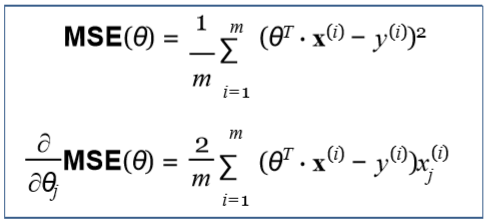 MSE(θ) = 1/m ∑_{i=1}^{m} (θ^T · x^{(i)} − y^{(i)})²
∂/∂θ_j MSE(θ) = 2/m ∑_{i=1}^{m} (θ^T · x^{(i)} − y^{(i)})x_j^{(i)}